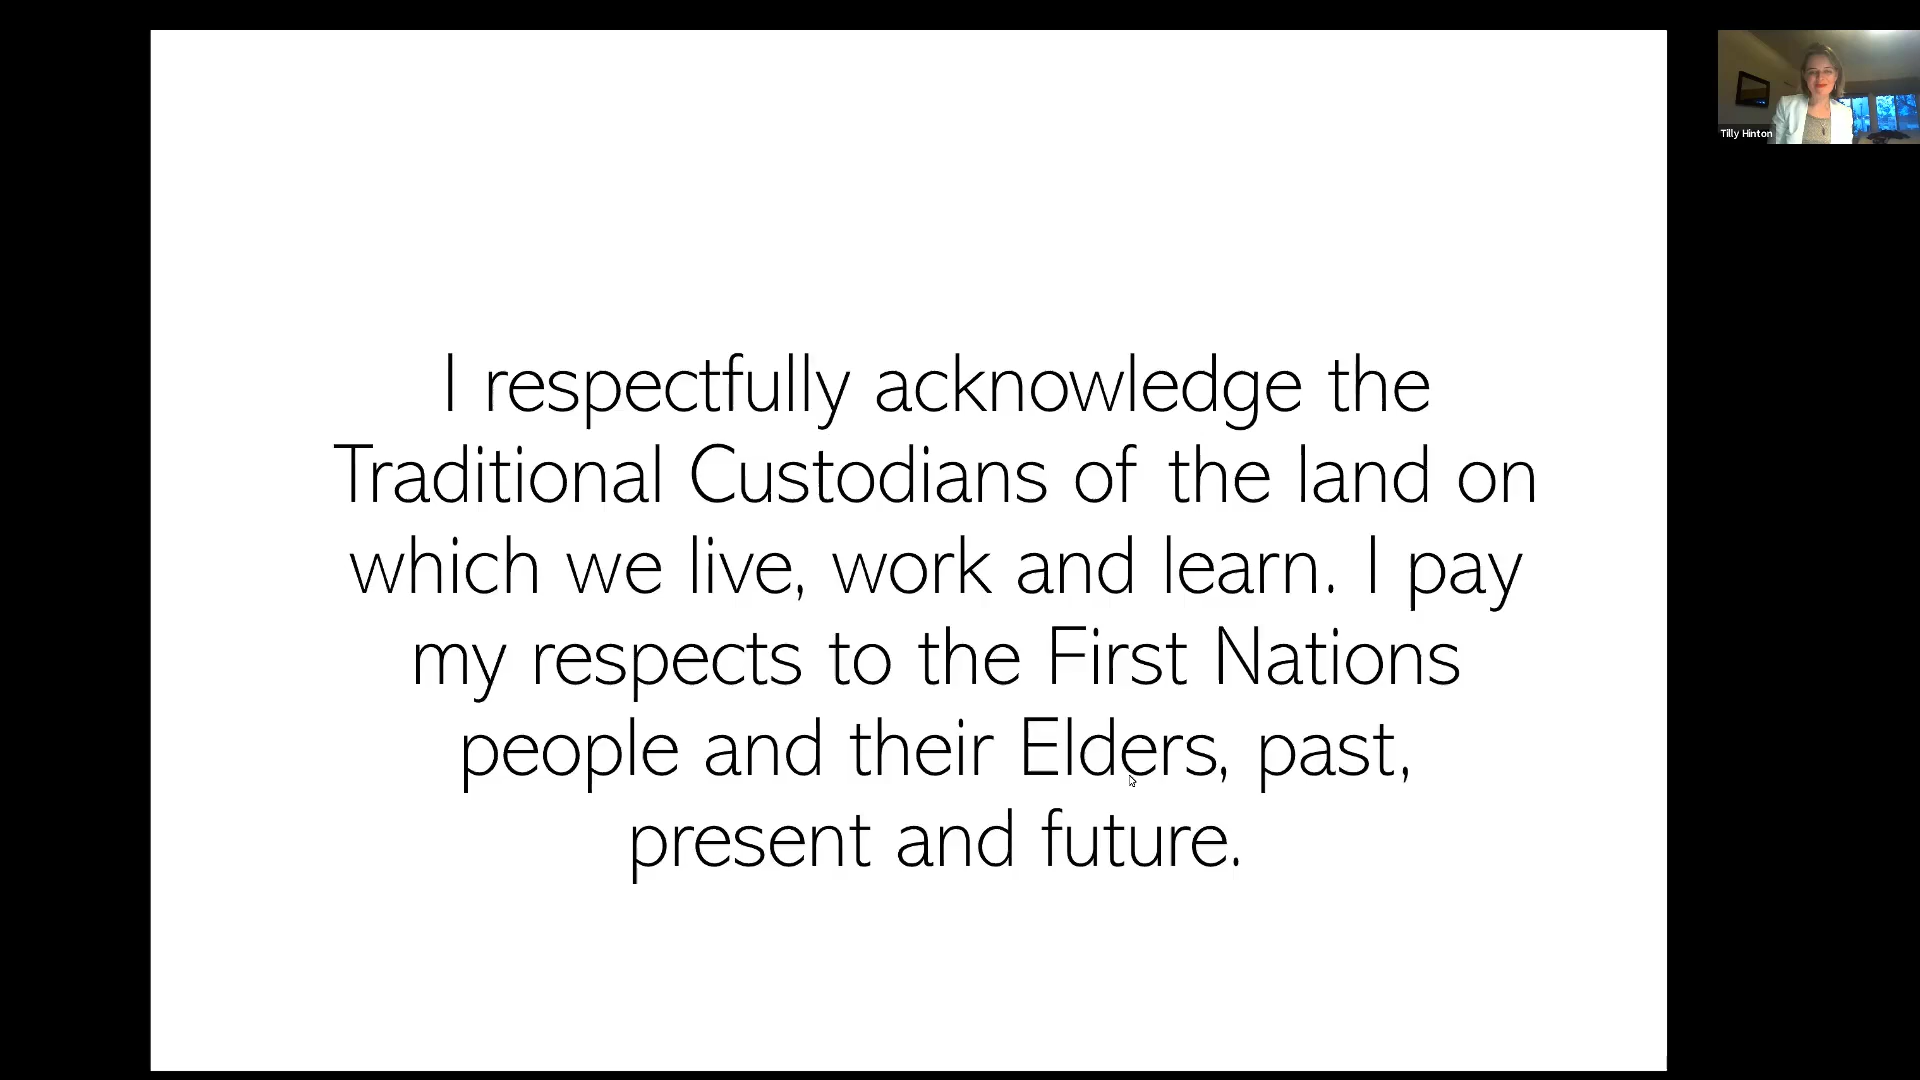 I respectfully acknowledge the
Traditional Custodians of the land on
which we live, work and learn. I pay
my respects to the First Nations
people and their Elders, past,
present and future.
Tilly Hinton